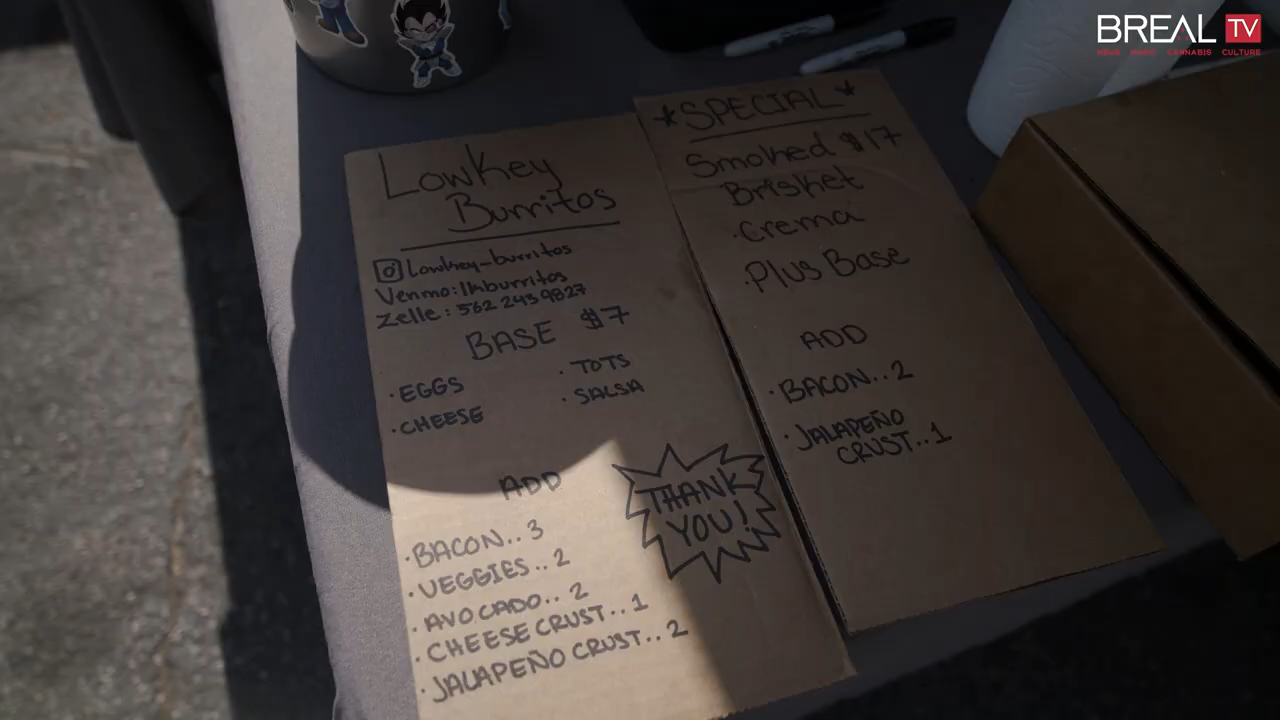 BREAL TV
NEWS MUSIC CANNABIS CULTURE
LowKey
Burritos
Lowkey_burritos
Venmo: lkburritos
Zelle: 562 243 9827
BASE $7
· EGGS
· CHEESE
· TOTS
· SALSA
ADD
· BACON.. 3
· VEGGIES.. 2
· AVOCADO.. 2
· CHEESE CRUST.. 1
· JALAPEÑO CRUST.. 2
THANK
YOU!
*SPECIAL*
Smoked $17
Brisket
· Crema
· Plus Base
ADD
· BACON.. 2
· JALAPEÑO
CRUST.. 1